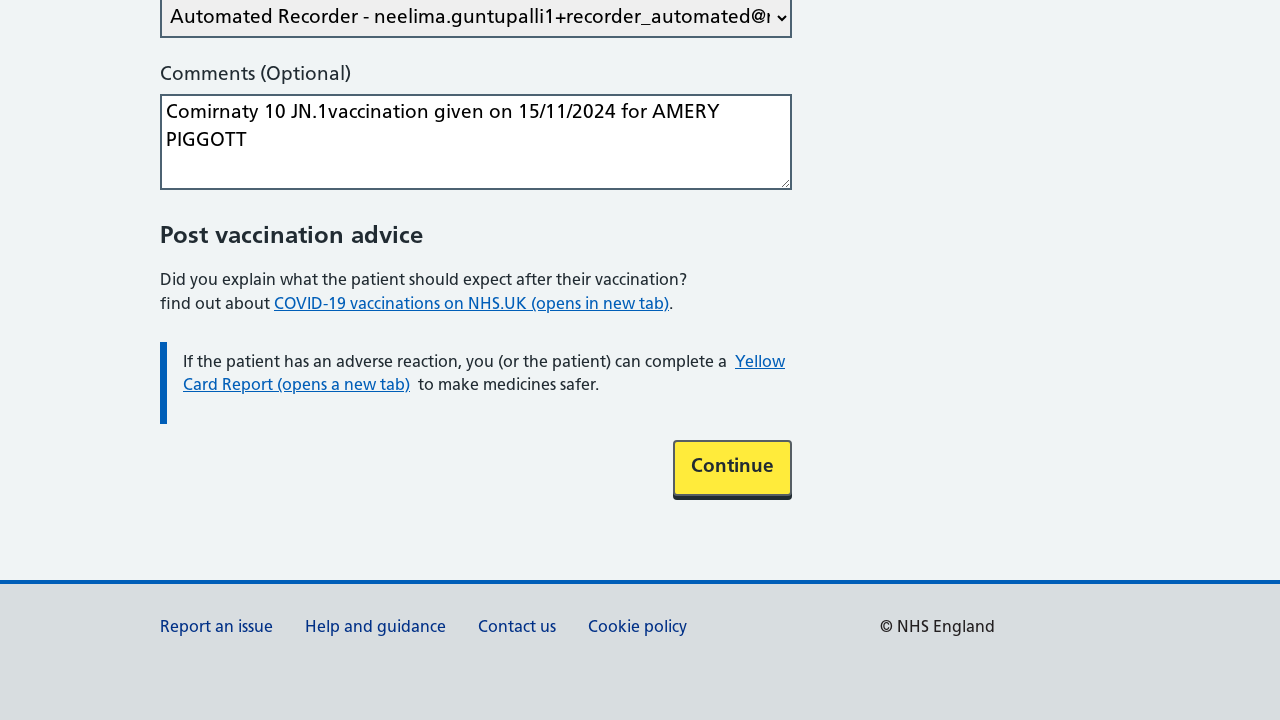 Automated Recorder - neelima.guntupalli1+recorder_automated@
Comments (Optional)
Comirnaty 10 JN.1vaccination given on 15/11/2024 for AMERY
PIGGOTT
Post vaccination advice
Did you explain what the patient should expect after their vaccination?
find out about COVID-19 vaccinations on NHS.UK (opens in new tab).
If the patient has an adverse reaction, you (or the patient) can complete a Yellow
Card Report (opens a new tab) to make medicines safer.
Continue
Report an issue Help and guidance Contact us Cookie policy © NHS England